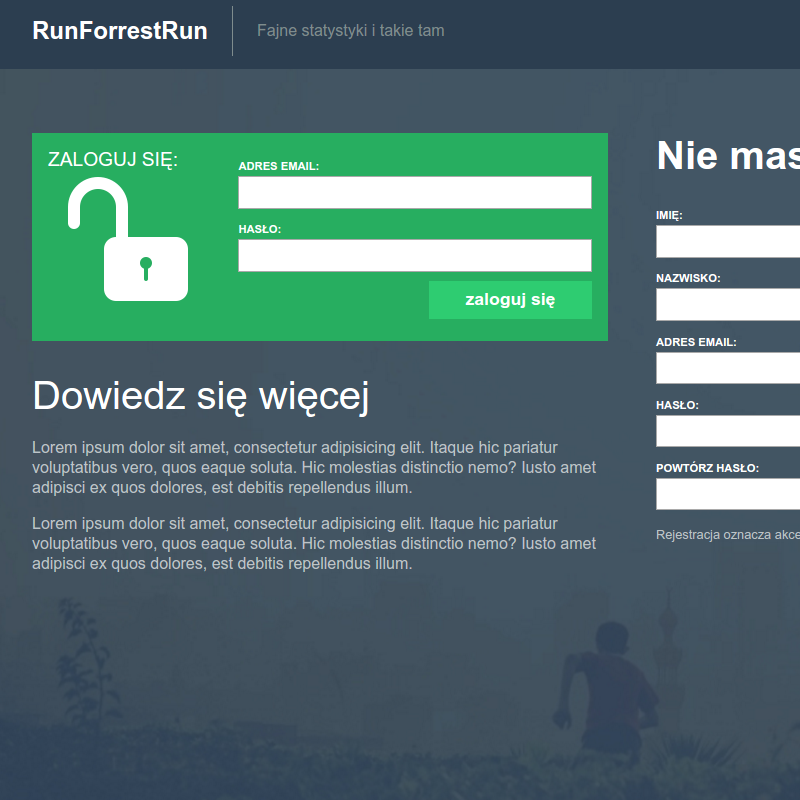 RunForrestRun
Fajne statystyki i takie tam
ZALOGUJ SIĘ:
ADRES EMAIL:
HASŁO:
zaloguj się
Dowiedz się więcej
Lorem ipsum dolor sit amet, consectetur adipisicing elit. Itaque hic pariatur
voluptatibus vero, quos eaque soluta. Hic molestias distinctio nemo? Iusto amet
adipisci ex quos dolores, est debitis repellendus illum.
Lorem ipsum dolor sit amet, consectetur adipisicing elit. Itaque hic pariatur
voluptatibus vero, quos eaque soluta. Hic molestias distinctio nemo? Iusto amet
adipisci ex quos dolores, est debitis repellendus illum.
Nie mas
IMIĘ:
NAZWISKO:
ADRES EMAIL:
HASŁO:
POWTÓRZ HASŁO:
Rejestracja oznacza akce